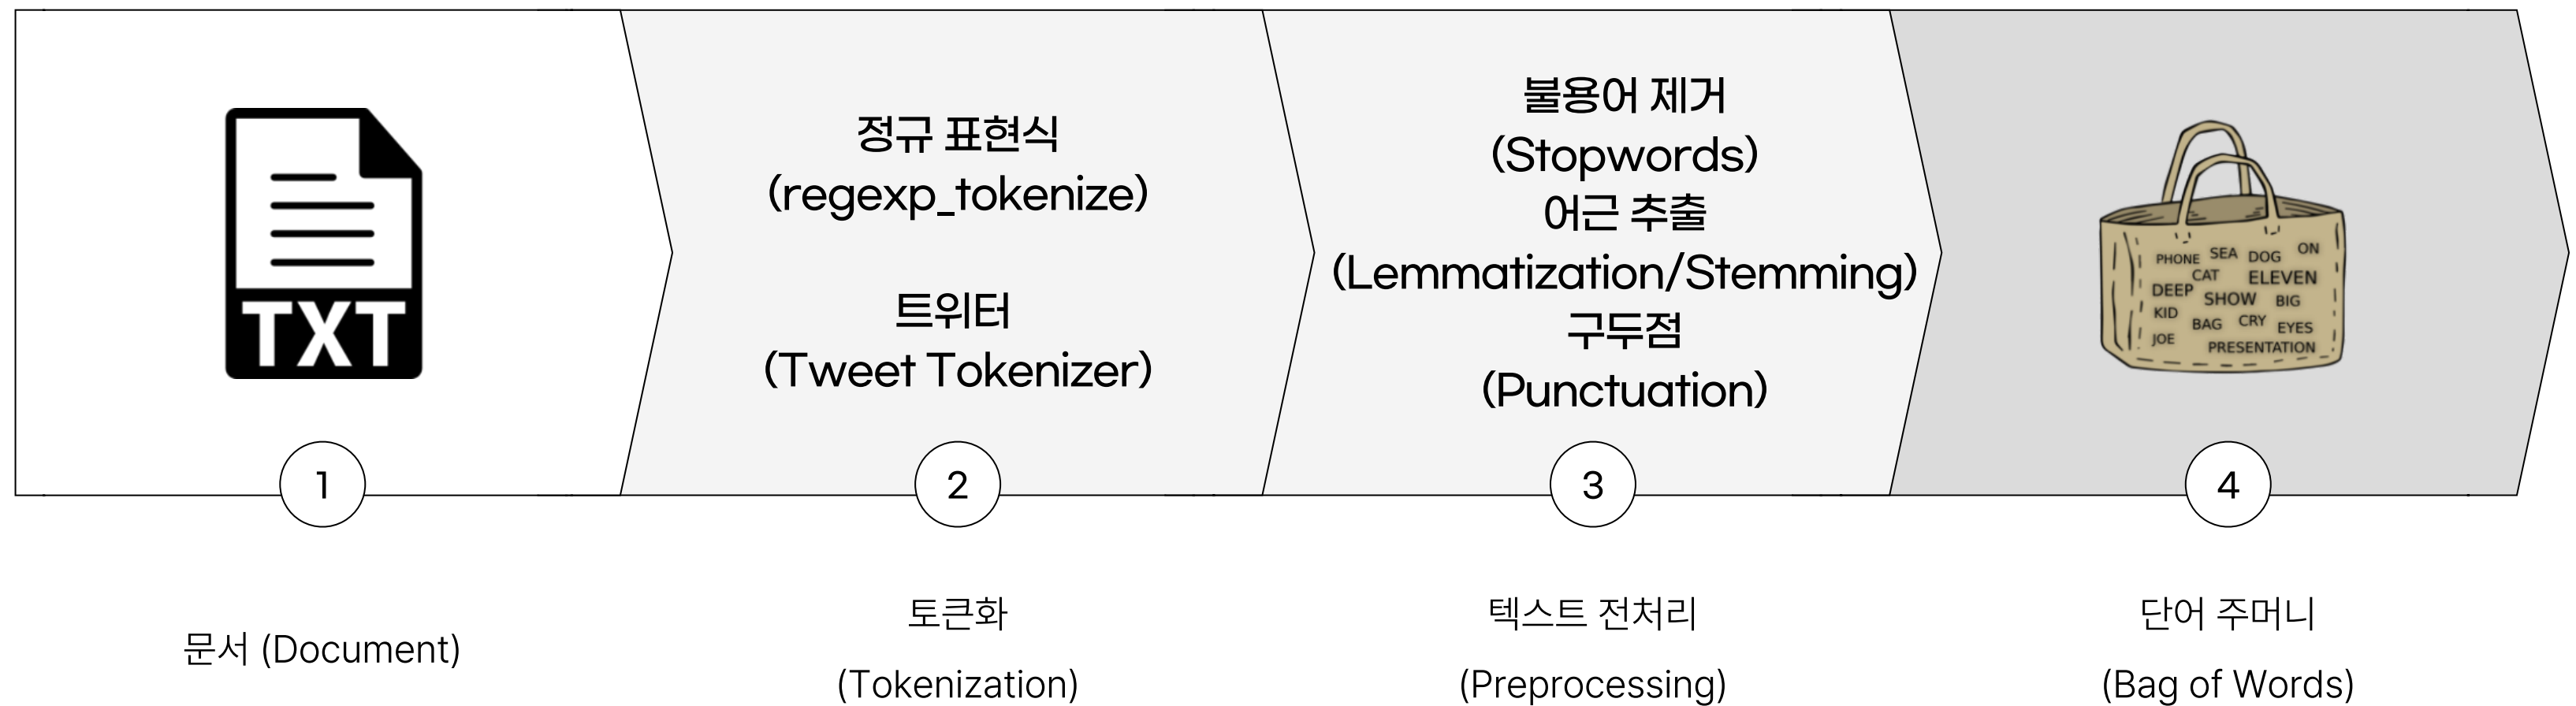 TXT
정규 표현식
(regexp_tokenize)
트위터
(Tweet Tokenizer)
불용어 제거
(Stopwords)
어근 추출
(Lemmatization/Stemming)
구두점
(Punctuation)
PHONE SEA DOG ON
CAT ELEVEN
DEEP SHOW BIG
KID BAG CRY EYES
JOE PRESENTATION
1
2
3
4
문서 (Document)
토큰화
(Tokenization)
텍스트 전처리
(Preprocessing)
단어 주머니
(Bag of Words)